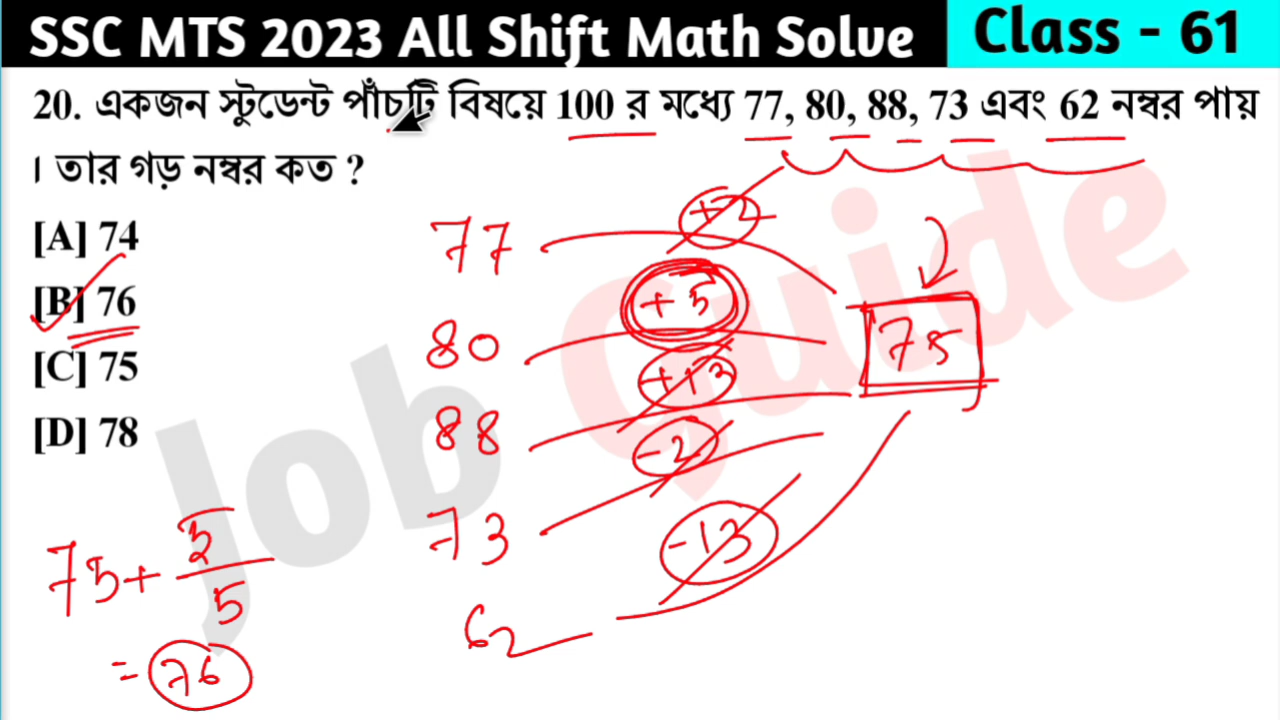 SSC MTS 2023 All Shift Math Solve
Class - 61
20. একজন স্টুডেন্ট পাঁচটি বিষয়ে 100 র মধ্যে 77, 80, 88, 73 এবং 62 নম্বর পায়
। তার গড় নম্বর কত ?
[A] 74
[B] 76
[C] 75
[D] 78
77
80
88
73
62
+2
+5
+13
-2
-13
75
75 + 5/5
= 76
Job Guide